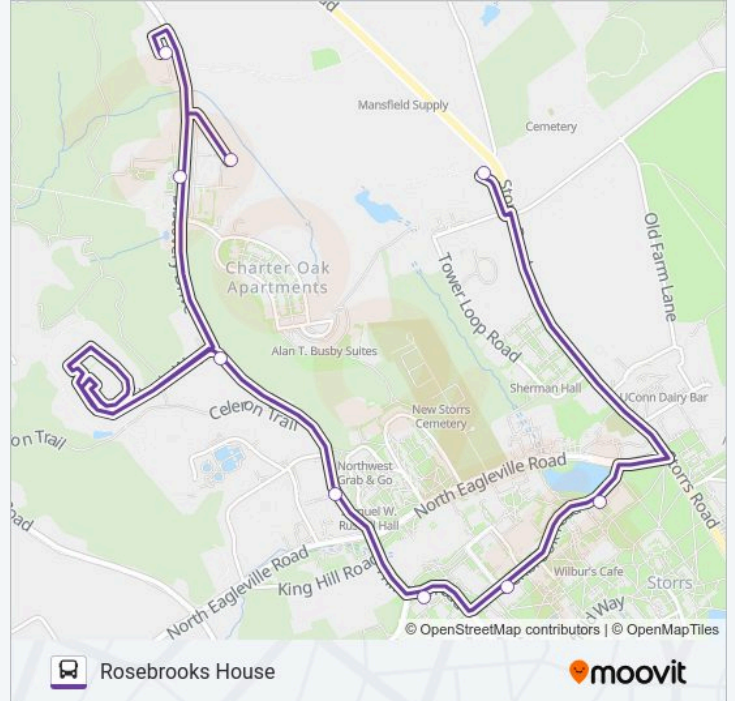 Mansfield Supply
Cemetery
Old Farm Lane
Charter Oak
Apartments
Tower Loop Road
Alan T. Busby Suites
Sherman Hall
UConn Dairy Bar
Celeron Trail
New Storrs
Cemetery
on Trail
Northwest
Grab & Go
North Eagleville Road
Storrs Road
Hall
King Hill Road
North Eagleville Road
Wilbur's Cafe
Storrs
Way
© OpenStreetMap contributors | © OpenMapTiles
Rosebrooks House
moovit